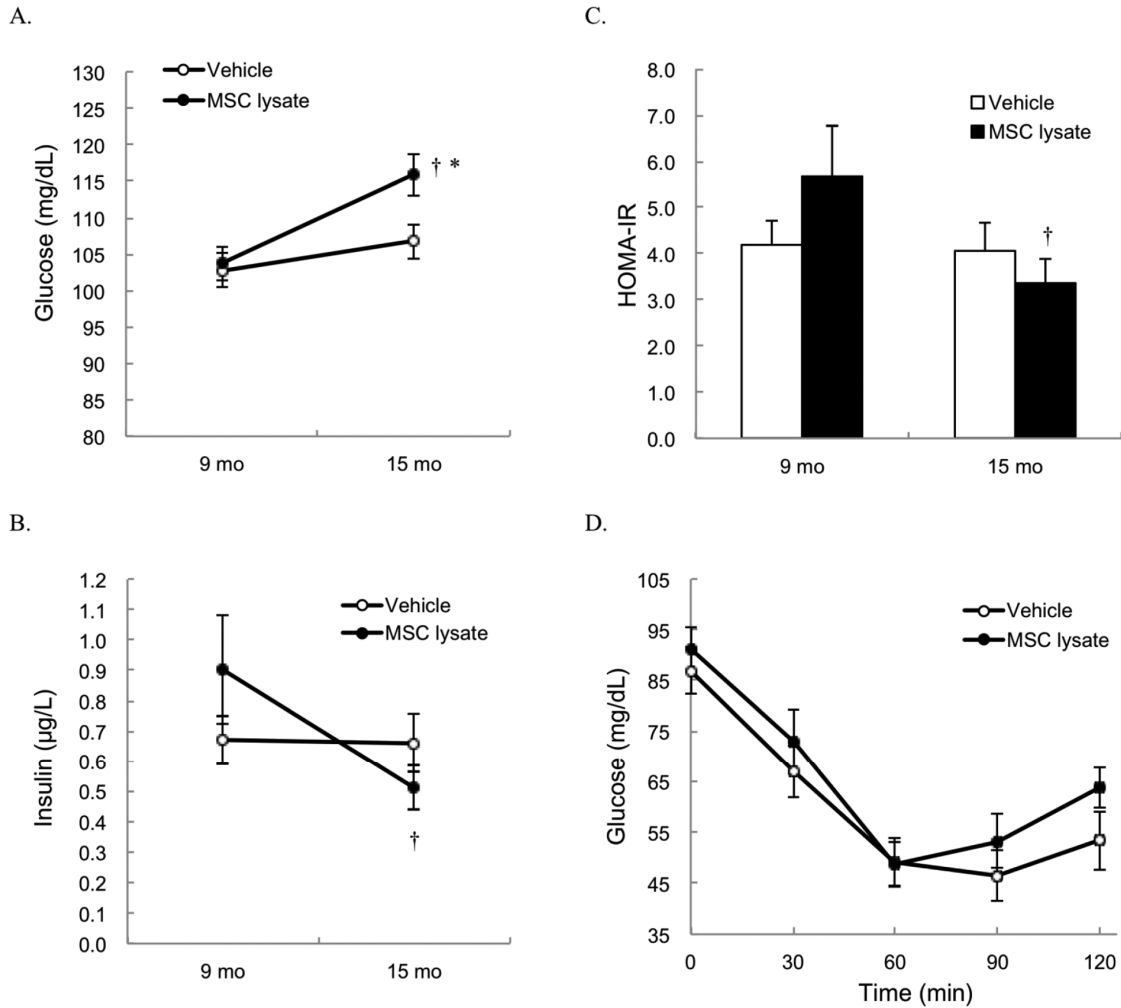 A.
Vehicle
MSC lysate
130
125
120
115
110
105
100
95
90
85
80
Glucose (mg/dL)
† *
9 mo
15 mo
C.
Vehicle
MSC lysate
8.0
7.0
6.0
5.0
4.0
3.0
2.0
1.0
0.0
HOMA-IR
†
9 mo
15 mo
B.
Vehicle
MSC lysate
1.2
1.1
1.0
0.9
0.8
0.7
0.6
0.5
0.4
0.3
0.2
0.1
0.0
Insulin (µg/L)
†
9 mo
15 mo
D.
Vehicle
MSC lysate
105
95
85
75
65
55
45
35
Glucose (mg/dL)
0
30
60
90
120
Time (min)